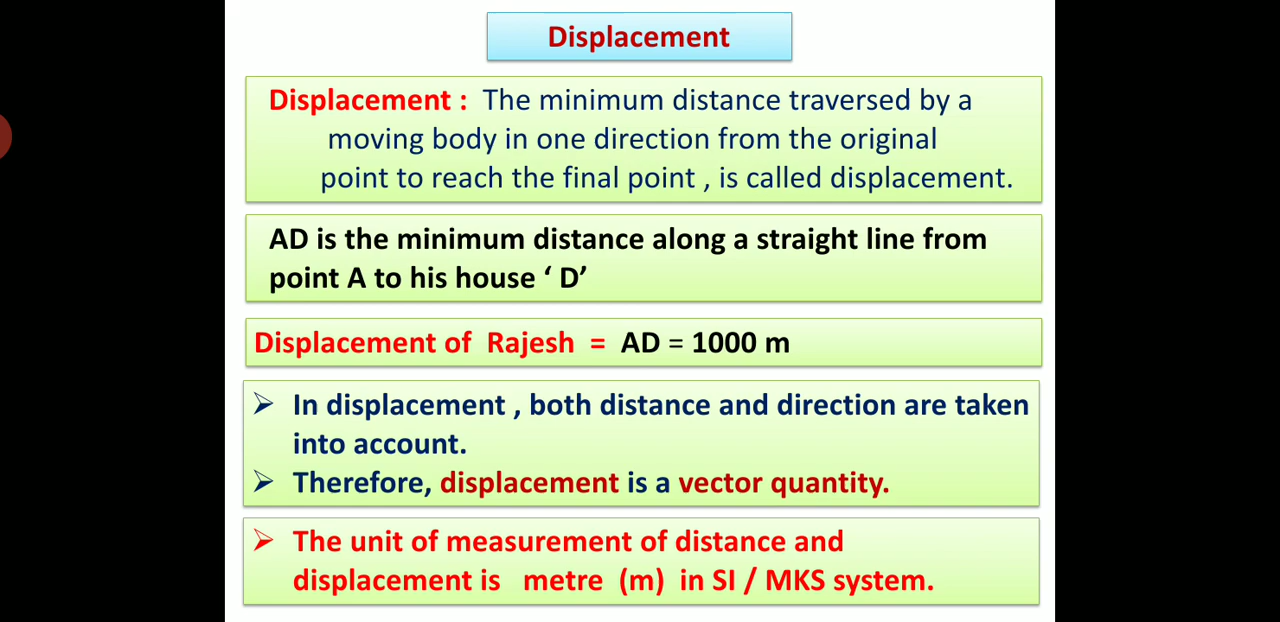 Displacement
Displacement : The minimum distance traversed by a
moving body in one direction from the original
point to reach the final point , is called displacement.
AD is the minimum distance along a straight line from
point A to his house ‘ D’
Displacement of Rajesh = AD = 1000 m
➢ In displacement , both distance and direction are taken
into account.
➢ Therefore, displacement is a vector quantity.
➢ The unit of measurement of distance and
displacement is metre (m) in SI / MKS system.